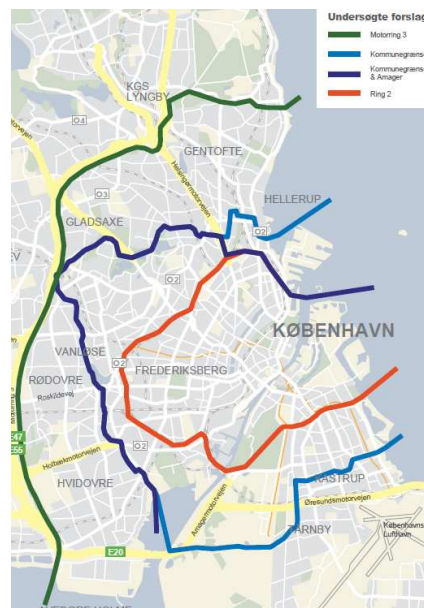 Undersøgte forslag
Motorring 3
Kommunegrænse
Kommunegrænse
& Amager
Ring 2
KGS
LYNGBY
O4
GENTOFTE
Helsingørmotorvejen
O3
HELLERUP
GLADSAXE
O2
O2
KØBENHAVN
VANLØSE
O2
FREDERIKSBERG
RØDOVRE
Roskildevej
E47
E55
O2
Holbækmotorvejen
HVIDOVRE
Amagermotorvejen
KASTRUP
Øresundsmotorvejen
TÅRNBY
Københavns
Lufthavn
E20